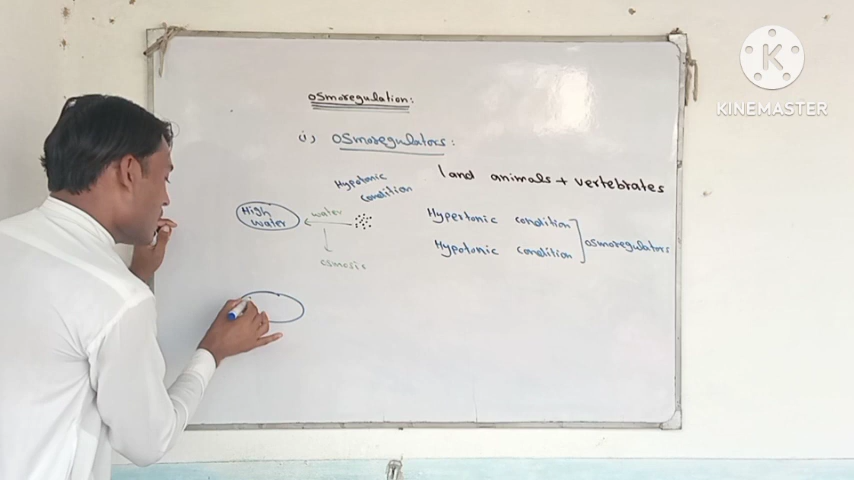 osmoregulation:
i) osmoregulators:
land animals + vertebrates
Hypotonic
condition
High
water
water
osmosis
Hypertonic condition
Hypotonic condition
osmoregulators
K
KINEMASTER